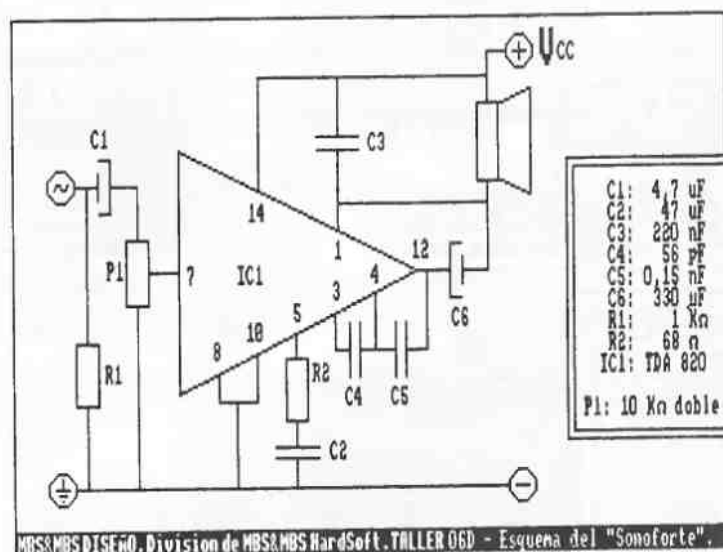 + Vcc
C1
C3
14
1
12
P1
7
IC1
4
C6
3
10
5
8
R1
R2
C4
C5
C2
C1: 4,7 uF
C2: 47 uF
C3: 220 nF
C4: 56 pF
C5: 0,15 nF
C6: 330 uF
R1: 1 KΩ
R2: 68 Ω
IC1: TDA 820
P1: 10 KΩ doble
MBS&MBS DISEñO. Division de MBS&MBS HardSoft. TALLER 06D - Esquema del "Sonoforte".